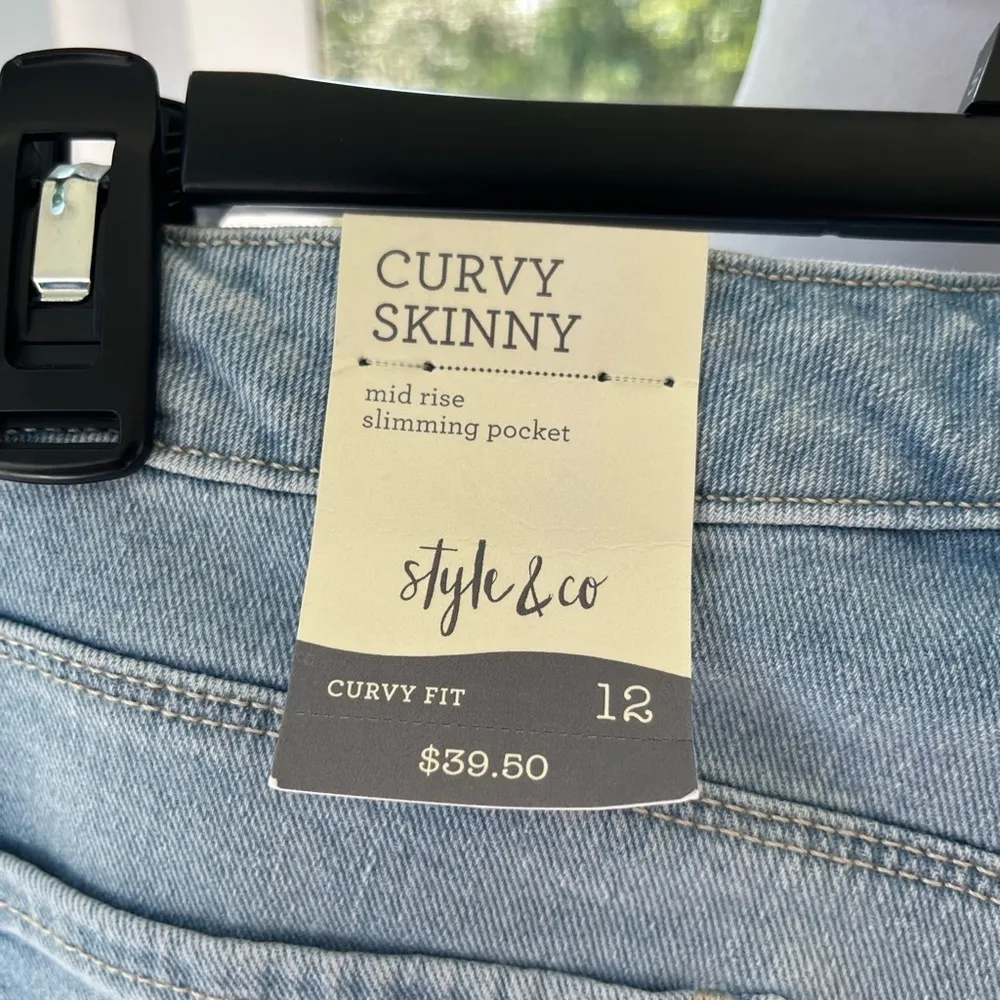 CURVY
SKINNY
mid rise
slimming pocket
style & co
CURVY FIT 12
$39.50